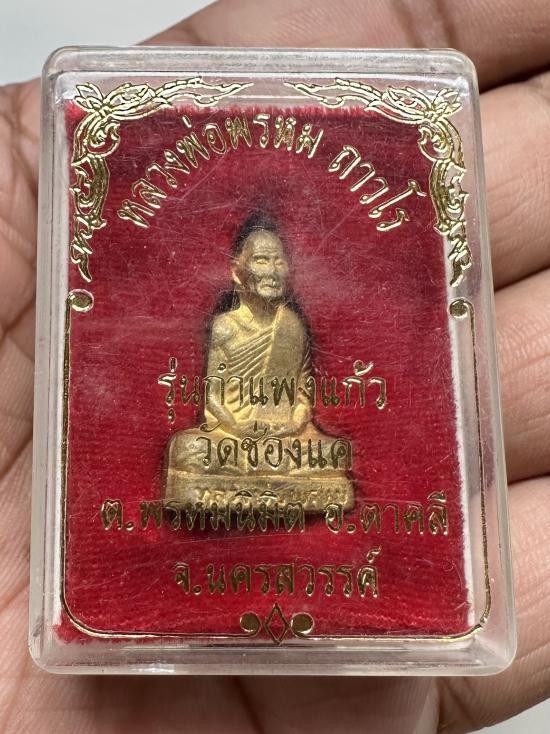 หลวงพ่อพรหม ถาวโร
รุ่นกำแพงแก้ว
วัดช่องแค
ต.พรหมนิมิต อ.ตาคลี
จ.นครสวรรค์